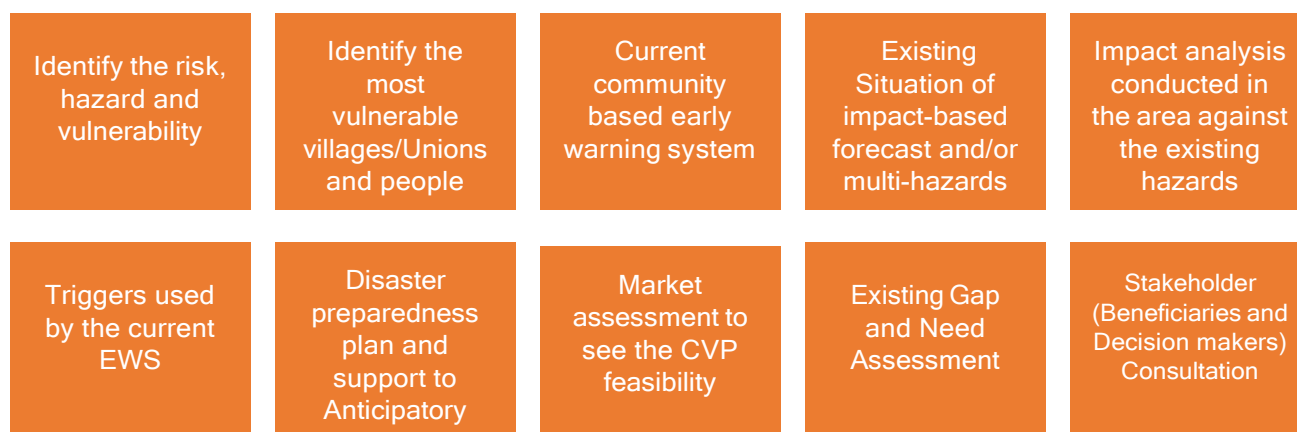 Identify the risk,
hazard and
vulnerability
Identify the
most
vulnerable
villages/Unions
and people
Current
community
based early
warning system
Existing
Situation of
impact-based
forecast and/or
multi-hazards
Impact analysis
conducted in
the area against
the existing
hazards
Triggers used
by the current
EWS
Disaster
preparedness
plan and
support to
Anticipatory
Market
assessment to
see the CVP
feasibility
Existing Gap
and Need
Assessment
Stakeholder
(Beneficiaries and
Decision makers)
Consultation